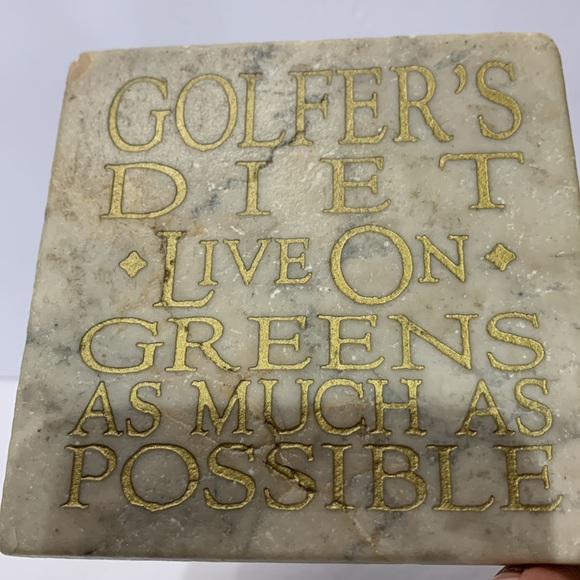 GOLFER'S
DIET
LIVE ON
GREENS
AS MUCH AS
POSSIBLE